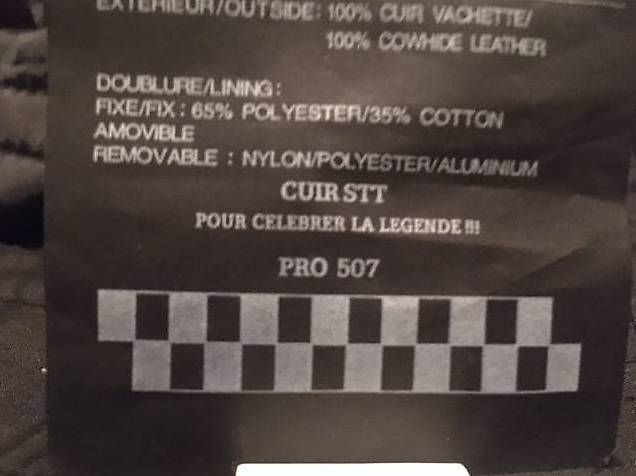 EXTERIEUR/OUTSIDE: 100% CUIR VACHETTE/
100% COWHIDE LEATHER
DOUBLURE/LINING:
FIXE/FIX: 65% POLYESTER/35% COTTON
AMOVIBLE
REMOVABLE : NYLON/POLYESTER/ALUMINIUM
CUIR STT
POUR CELEBRER LA LEGENDE !!!
PRO 507